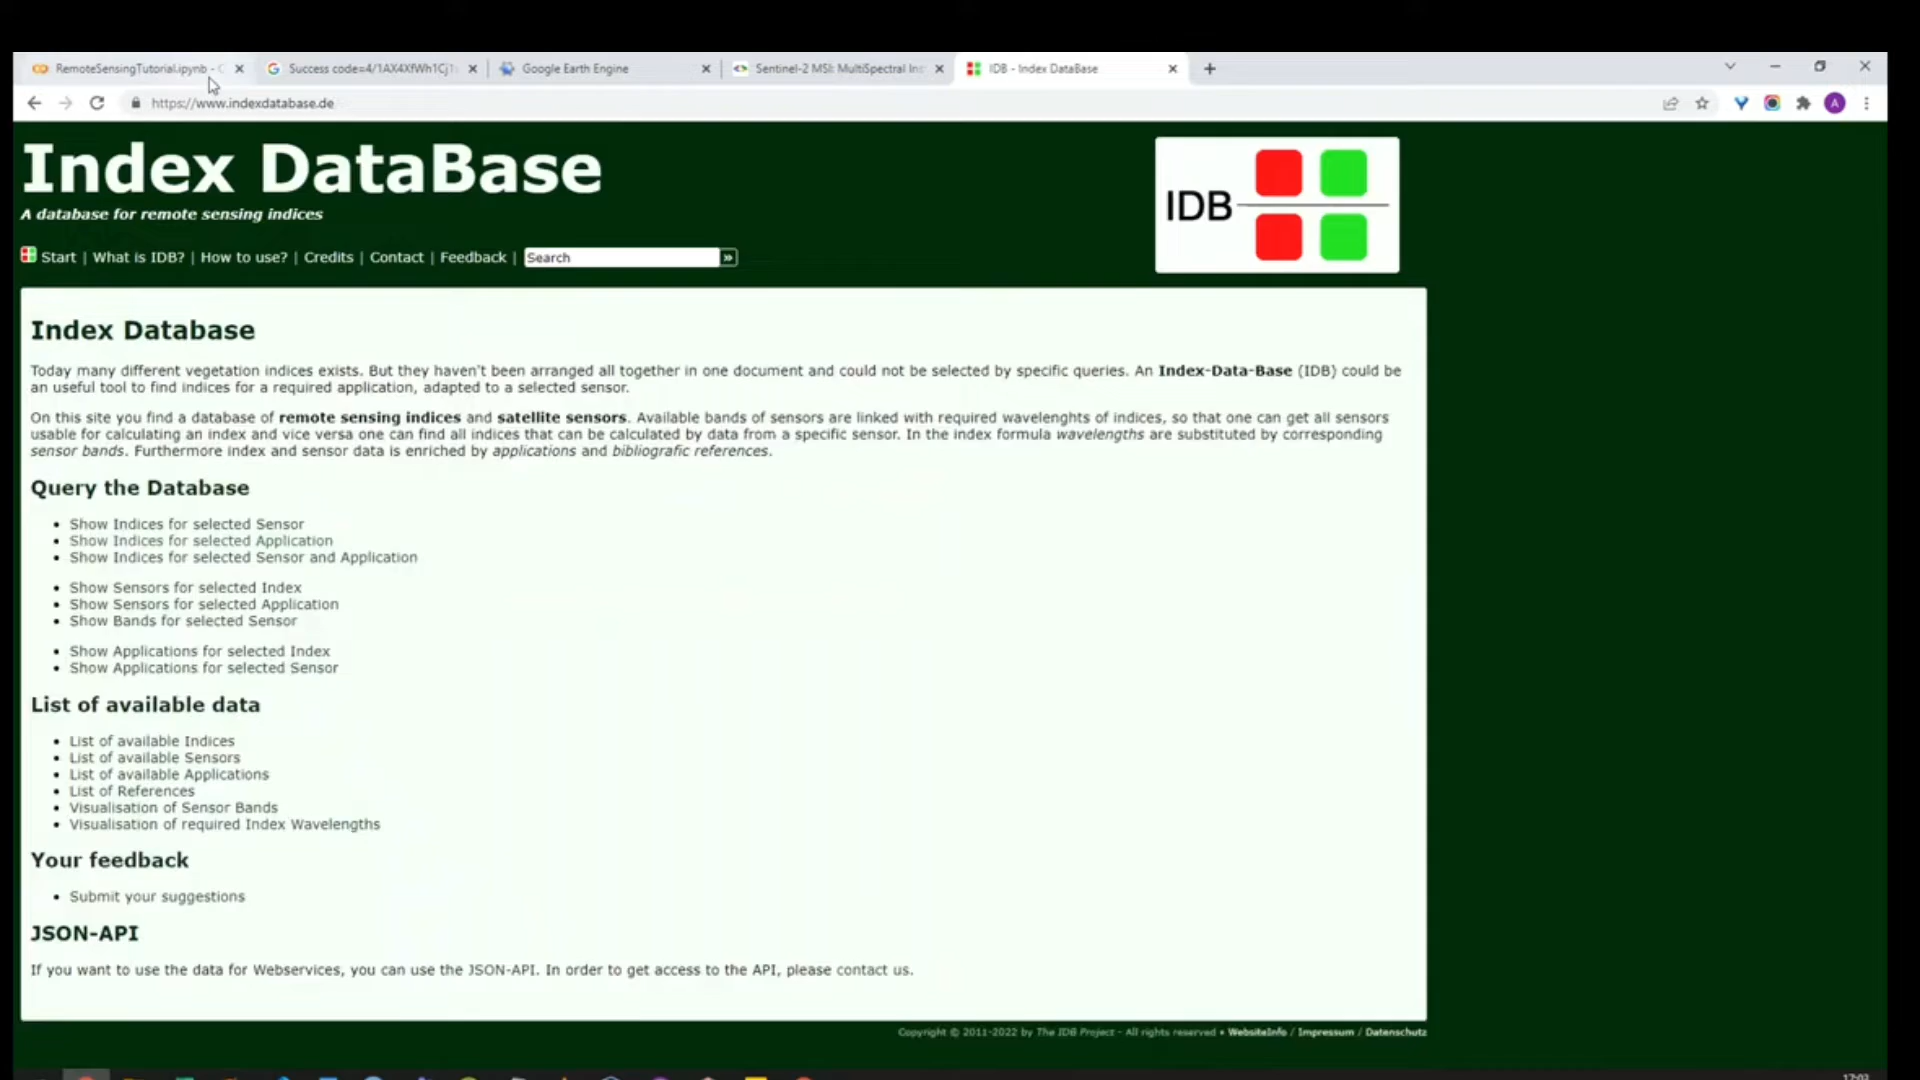 RemoteSensingTutorial.ipynb - C
Success code=4/1AX4XfWh1Cj1
Google Earth Engine
Sentinel-2 MSI: MultiSpectral Ins
IDB - Index DataBase
https://www.indexdatabase.de
A
Index DataBase
A database for remote sensing indices
IDB
Start | What is IDB? | How to use? | Credits | Contact | Feedback | Search »
Index Database
Today many different vegetation indices exists. But they haven't been arranged all together in one document and could not be selected by specific queries. An Index-Data-Base (IDB) could be
an useful tool to find indices for a required application, adapted to a selected sensor.
On this site you find a database of remote sensing indices and satellite sensors. Available bands of sensors are linked with required wavelenghts of indices, so that one can get all sensors
usable for calculating an index and vice versa one can find all indices that can be calculated by data from a specific sensor. In the index formula wavelengths are substituted by corresponding
sensor bands. Furthermore index and sensor data is enriched by applications and bibliografic references.
Query the Database
• Show Indices for selected Sensor
• Show Indices for selected Application
• Show Indices for selected Sensor and Application
• Show Sensors for selected Index
• Show Sensors for selected Application
• Show Bands for selected Sensor
• Show Applications for selected Index
• Show Applications for selected Sensor
List of available data
• List of available Indices
• List of available Sensors
• List of available Applications
• List of References
• Visualisation of Sensor Bands
• Visualisation of required Index Wavelengths
Your feedback
• Submit your suggestions
JSON-API
If you want to use the data for Webservices, you can use the JSON-API. In order to get access to the API, please contact us.
Copyright © 2011-2022 by The IDB Project - All rights reserved • WebsiteInfo / Impressum / Datenschutz